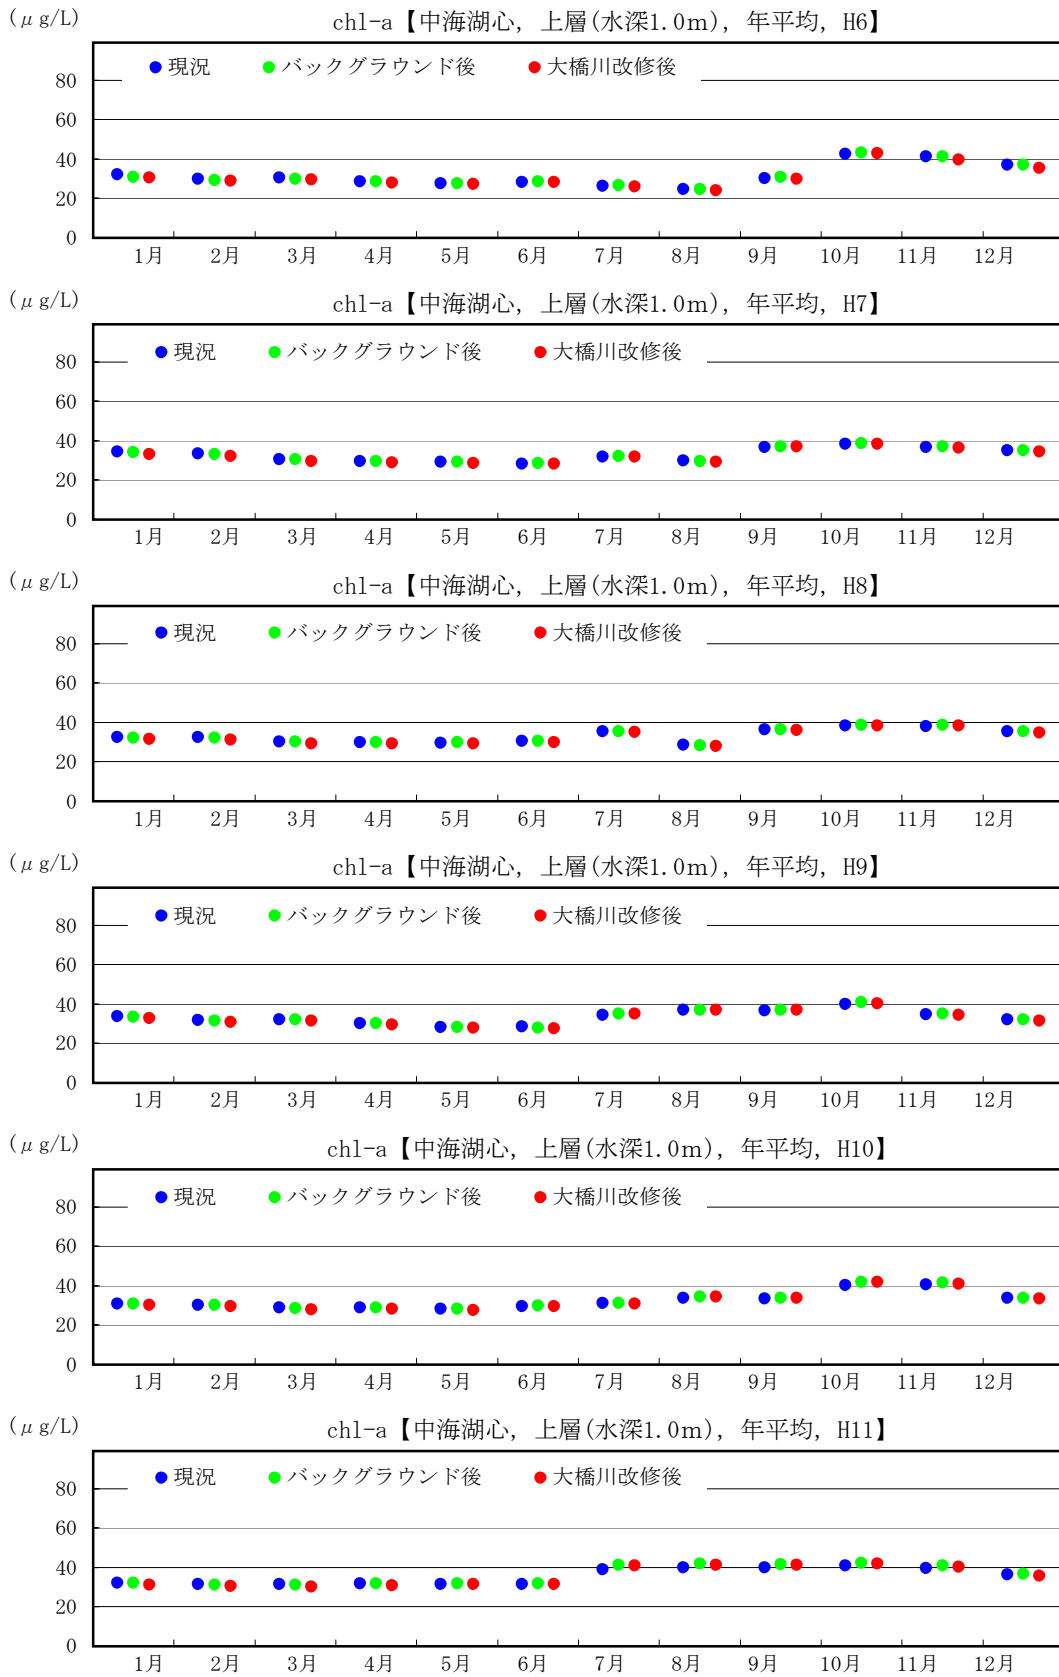 (μg/L)
chl-a【中海湖心, 上層(水深1.0m), 年平均, H6】
現況 バックグラウンド後 大橋川改修後
80
60
40
20
0
1月 2月 3月 4月 5月 6月 7月 8月 9月 10月 11月 12月
(μg/L)
chl-a【中海湖心, 上層(水深1.0m), 年平均, H7】
現況 バックグラウンド後 大橋川改修後
80
60
40
20
0
1月 2月 3月 4月 5月 6月 7月 8月 9月 10月 11月 12月
(μg/L)
chl-a【中海湖心, 上層(水深1.0m), 年平均, H8】
現況 バックグラウンド後 大橋川改修後
80
60
40
20
0
1月 2月 3月 4月 5月 6月 7月 8月 9月 10月 11月 12月
(μg/L)
chl-a【中海湖心, 上層(水深1.0m), 年平均, H9】
現況 バックグラウンド後 大橋川改修後
80
60
40
20
0
1月 2月 3月 4月 5月 6月 7月 8月 9月 10月 11月 12月
(μg/L)
chl-a【中海湖心, 上層(水深1.0m), 年平均, H10】
現況 バックグラウンド後 大橋川改修後
80
60
40
20
0
1月 2月 3月 4月 5月 6月 7月 8月 9月 10月 11月 12月
(μg/L)
chl-a【中海湖心, 上層(水深1.0m), 年平均, H11】
現況 バックグラウンド後 大橋川改修後
80
60
40
20
0
1月 2月 3月 4月 5月 6月 7月 8月 9月 10月 11月 12月